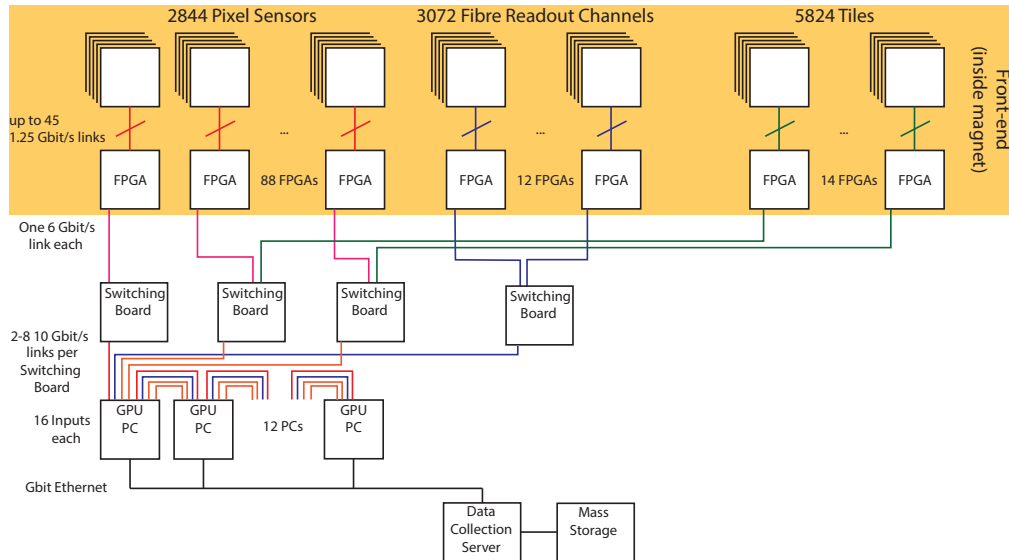 2844 Pixel Sensors
3072 Fibre Readout Channels
5824 Tiles
Front-end
(inside magnet)
up to 45
1.25 Gbit/s links
...
...
...
FPGA
FPGA
88 FPGAs
FPGA
FPGA
12 FPGAs
FPGA
FPGA
14 FPGAs
FPGA
One 6 Gbit/s
link each
Switching
Board
Switching
Board
Switching
Board
Switching
Board
2-8 10 Gbit/s
links per
Switching
Board
16 Inputs
each
GPU
PC
GPU
PC
12 PCs
GPU
PC
Gbit Ethernet
Data
Collection
Server
Mass
Storage